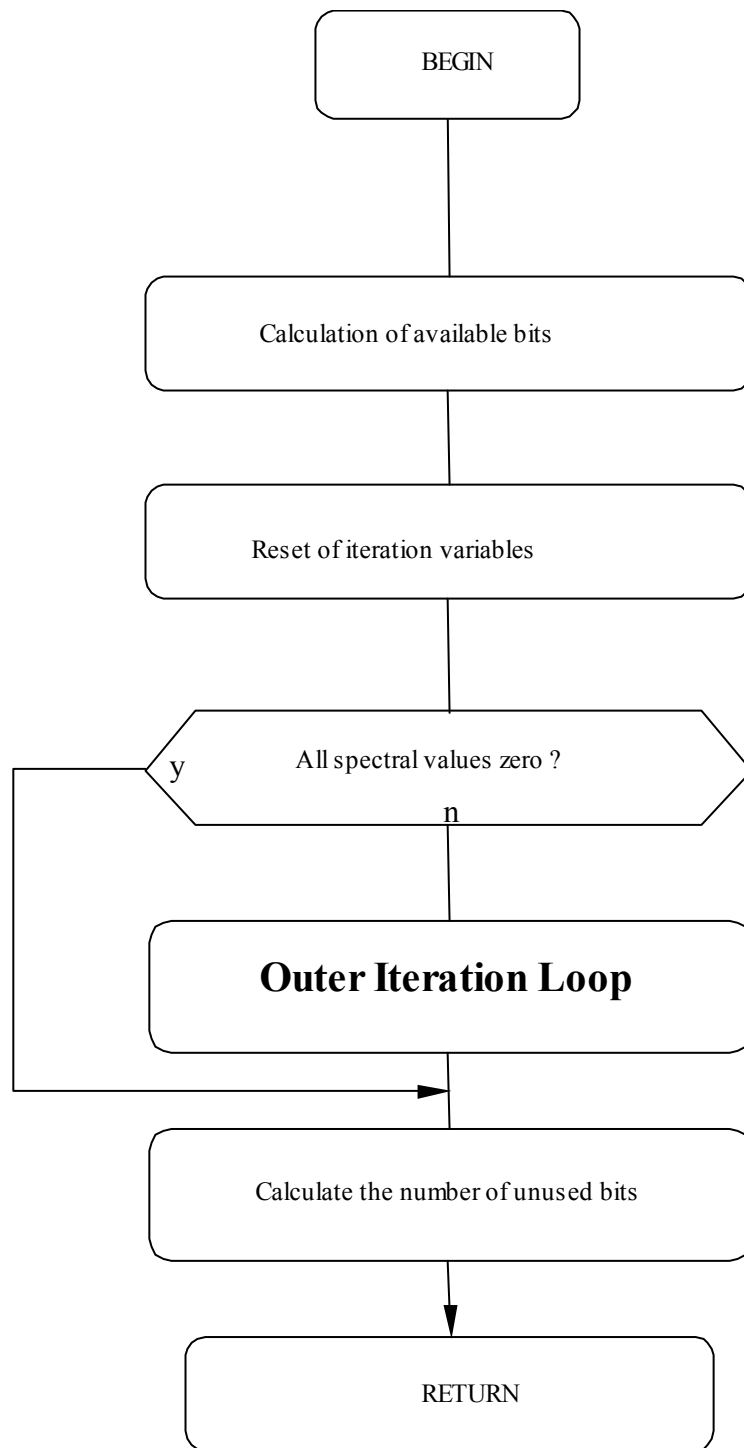 BEGIN
Calculation of available bits
Reset of iteration variables
All spectral values zero ?
y
n
Outer Iteration Loop
Calculate the number of unused bits
RETURN